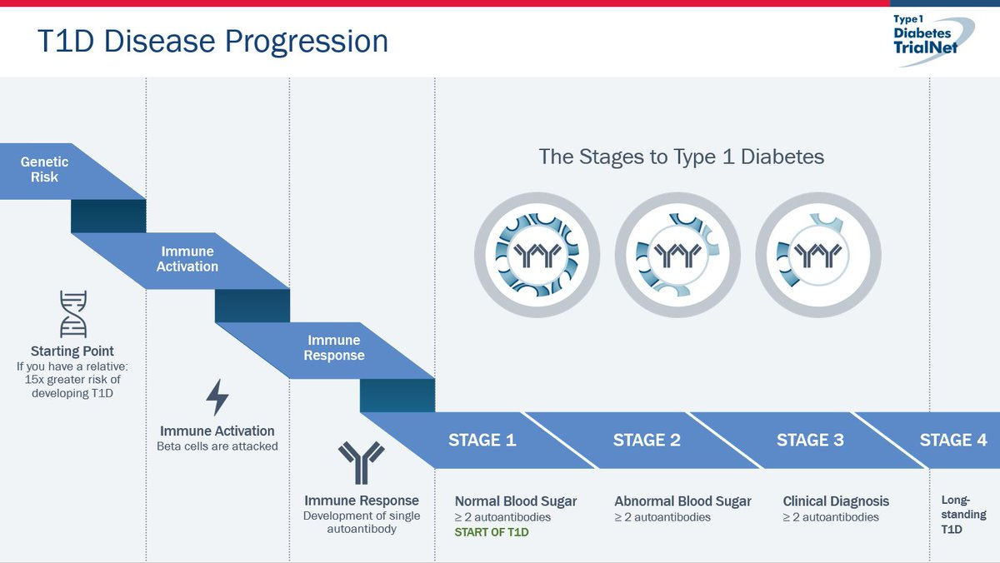 T1D Disease Progression
Type 1
Diabetes
TrialNet
Genetic
Risk
Immune
Activation
Immune
Response
The Stages to Type 1 Diabetes
Starting Point
If you have a relative:
15x greater risk of
developing T1D
Immune Activation
Beta cells are attacked
Immune Response
Development of single
autoantibody
STAGE 1
STAGE 2
STAGE 3
STAGE 4
Normal Blood Sugar
≥ 2 autoantibodies
START OF T1D
Abnormal Blood Sugar
≥ 2 autoantibodies
Clinical Diagnosis
≥ 2 autoantibodies
Long-
standing
T1D